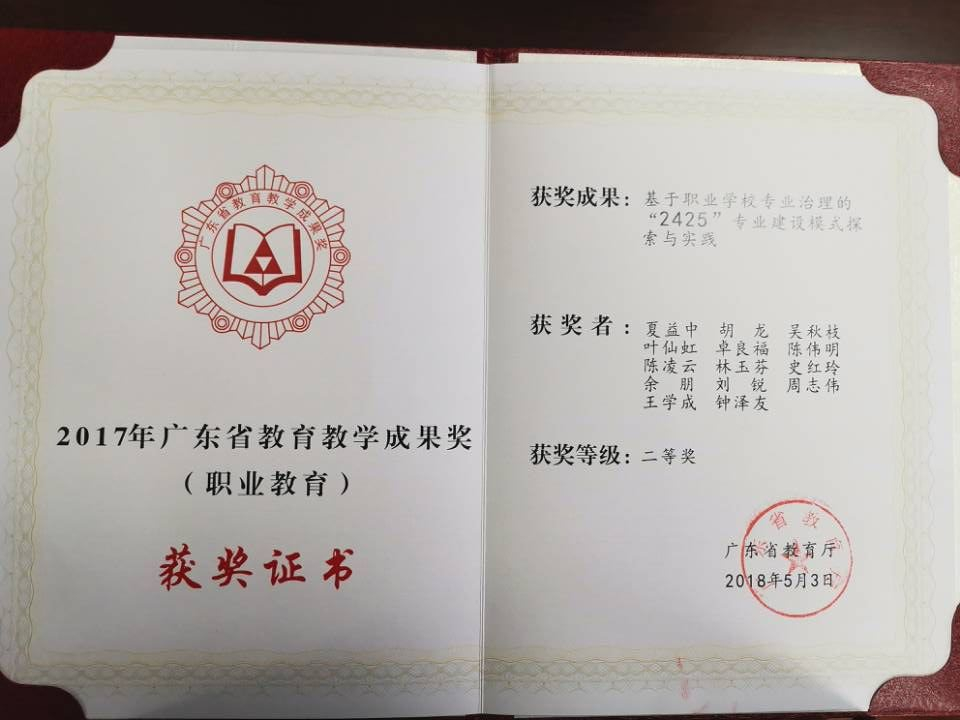 广东省教育教学成果奖
2017年广东省教育教学成果奖
（职业教育）
获奖证书
获奖成果：基于职业学校专业治理的
“2425”专业建设模式探
索与实践
获奖者：夏益中 胡龙 吴秋枝
叶仙虹 卓良福 陈伟明
陈凌云 林玉芬 史红玲
余朋 刘锐 周志伟
王学成 钟泽友
获奖等级：二等奖
广东省教育厅
2018年5月3日